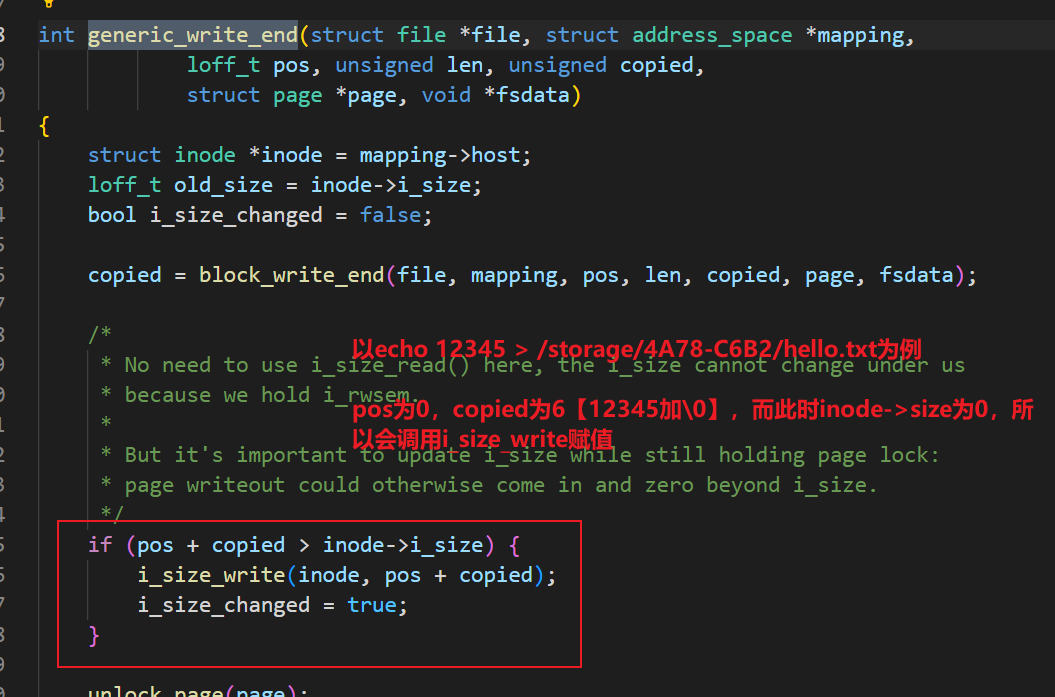 int generic_write_end(struct file *file, struct address_space *mapping,
loff_t pos, unsigned len, unsigned copied,
struct page *page, void *fsdata)
{
struct inode *inode = mapping->host;
loff_t old_size = inode->i_size;
bool i_size_changed = false;
copied = block_write_end(file, mapping, pos, len, copied, page, fsdata);
/*
以echo 12345 > /storage/4A78-C6B2/hello.txt为例
* No need to use i_size_read() here, the i_size cannot change under us
* because we hold i_rwsem.
pos为0，copied为6【12345加\0】，而此时inode->size为0，所
*
以会调用i_size_write赋值
* But it's important to update i_size while still holding page lock:
* page writeout could otherwise come in and zero beyond i_size.
*/
if (pos + copied > inode->i_size) {
i_size_write(inode, pos + copied);
i_size_changed = true;
}
unlock_page(page);